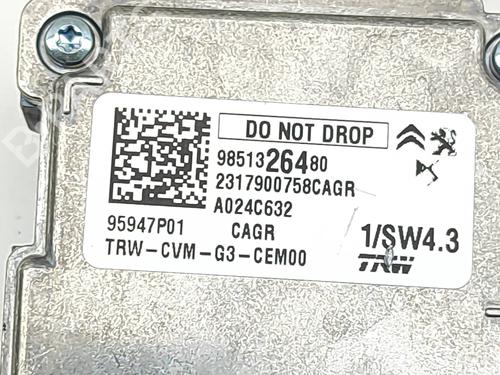 DO NOT DROP
9851326480
2317900758CAGR
A024C632
95947P01 CAGR 1/SW4.3
TRW-CVM-G3-CEM00 TRW